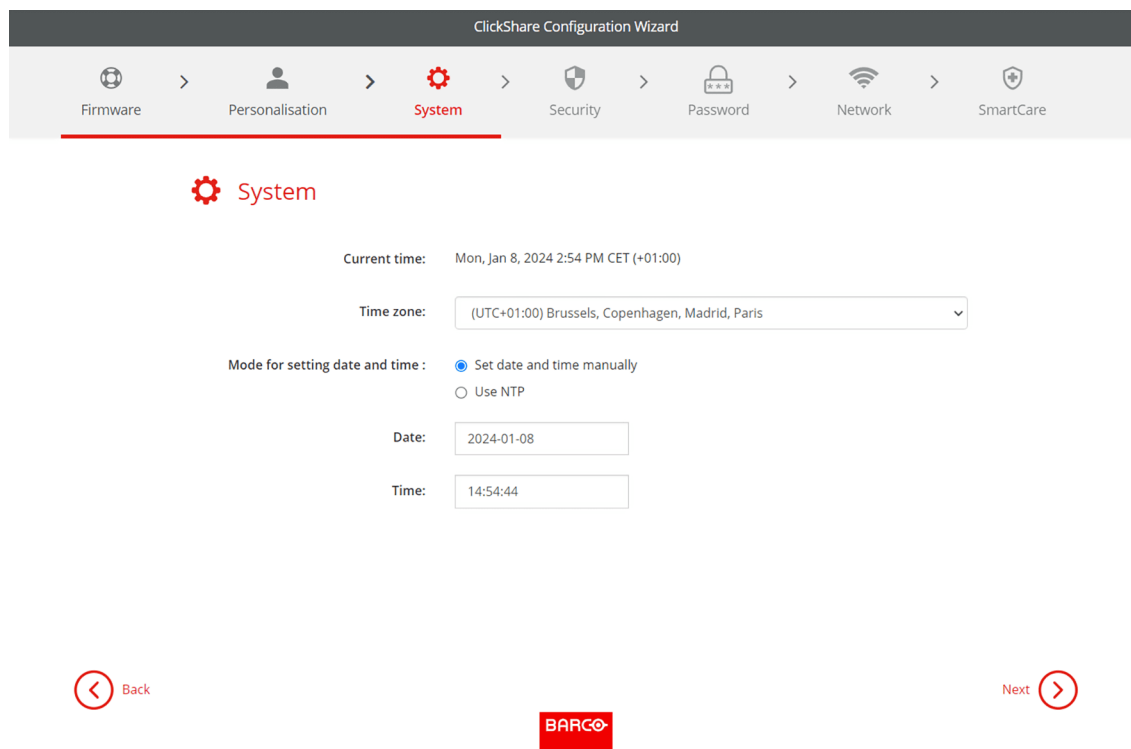 ClickShare Configuration Wizard
Firmware
Personalisation
System
Security
Password
Network
SmartCare
System
Current time: Mon, Jan 8, 2024 2:54 PM CET (+01:00)
Time zone: (UTC+01:00) Brussels, Copenhagen, Madrid, Paris
Mode for setting date and time : Set date and time manually
Use NTP
Date: 2024-01-08
Time: 14:54:44
Back
Next
BARCO